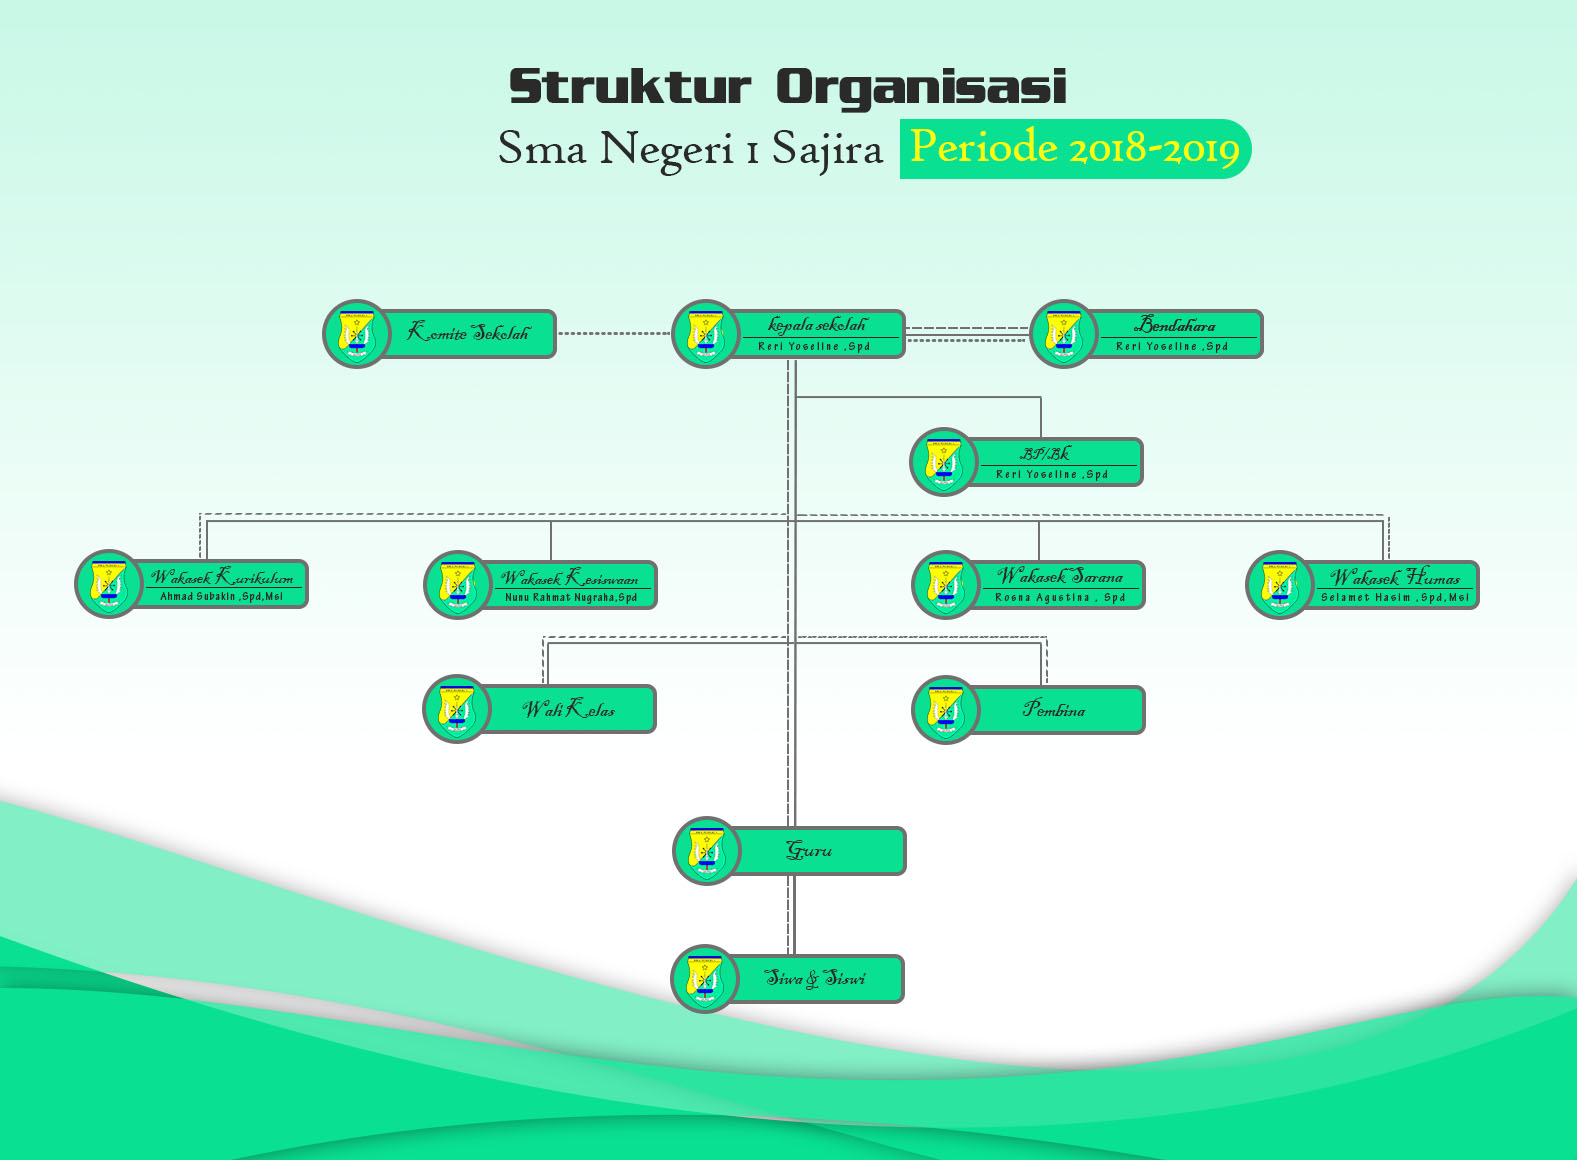 Struktur Organisasi
Sma Negeri 1 Sajira Periode 2018-2019
Komite Sekolah
kepala sekolah
Reri Yoseline ,Spd
Bendahara
Reri Yoseline ,Spd
BP/Bk
Reri Yoseline ,Spd
Wakasek Kurikulum
Ahmad Subakin ,Spd,Msi
Wakasek Kesiswaan
Nunu Rahmat Nugraha,Spd
Wakasek Sarana
Rosna Agustina , Spd
Wakasek Humas
Selamet Hasim ,Spd,Msi
Wali Kelas
Pembina
Guru
Siwa & Siswi